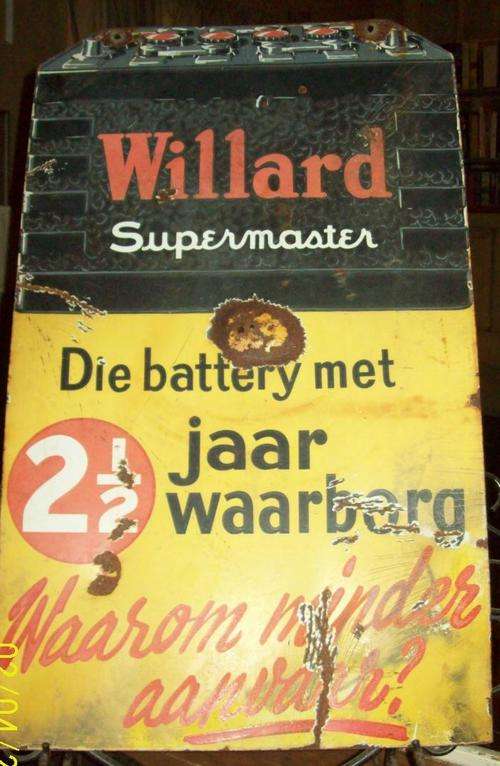 Willard
Supermaster
Die battery met
2½ jaar
waarborg
Waarom minder
aanvaar?